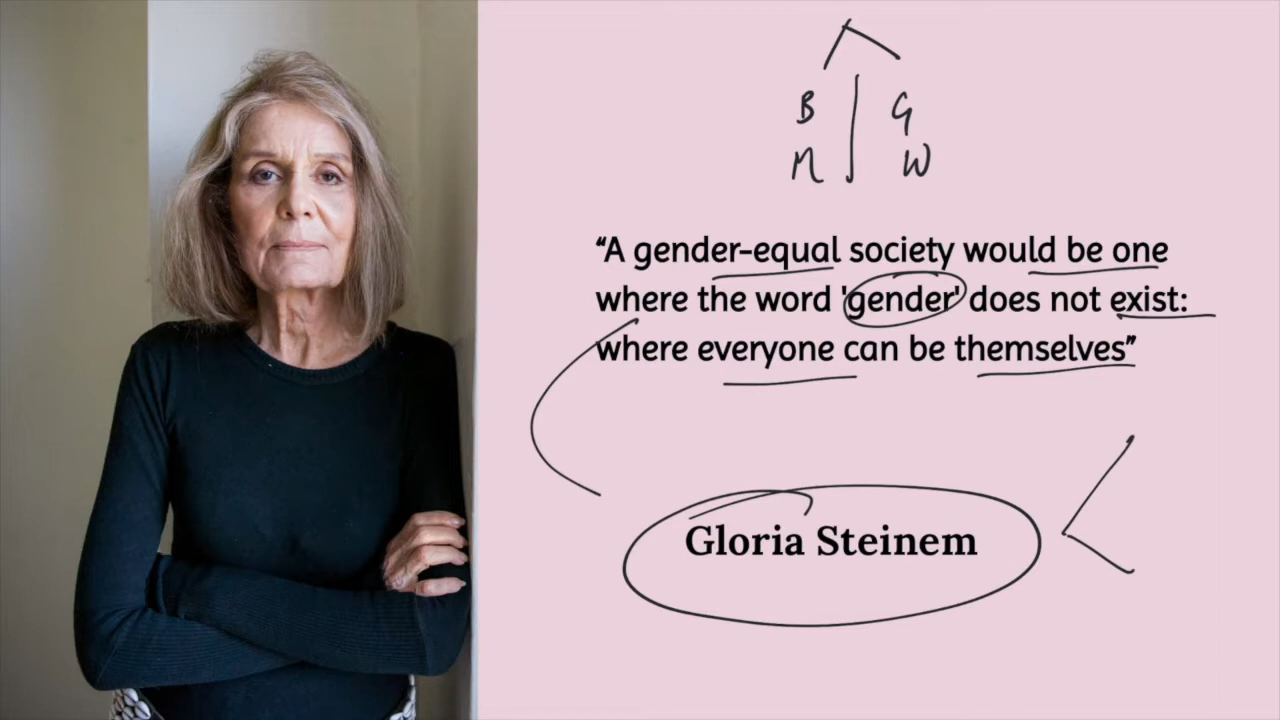 B G
M W
“A gender-equal society would be one
where the word 'gender' does not exist:
where everyone can be themselves”
Gloria Steinem